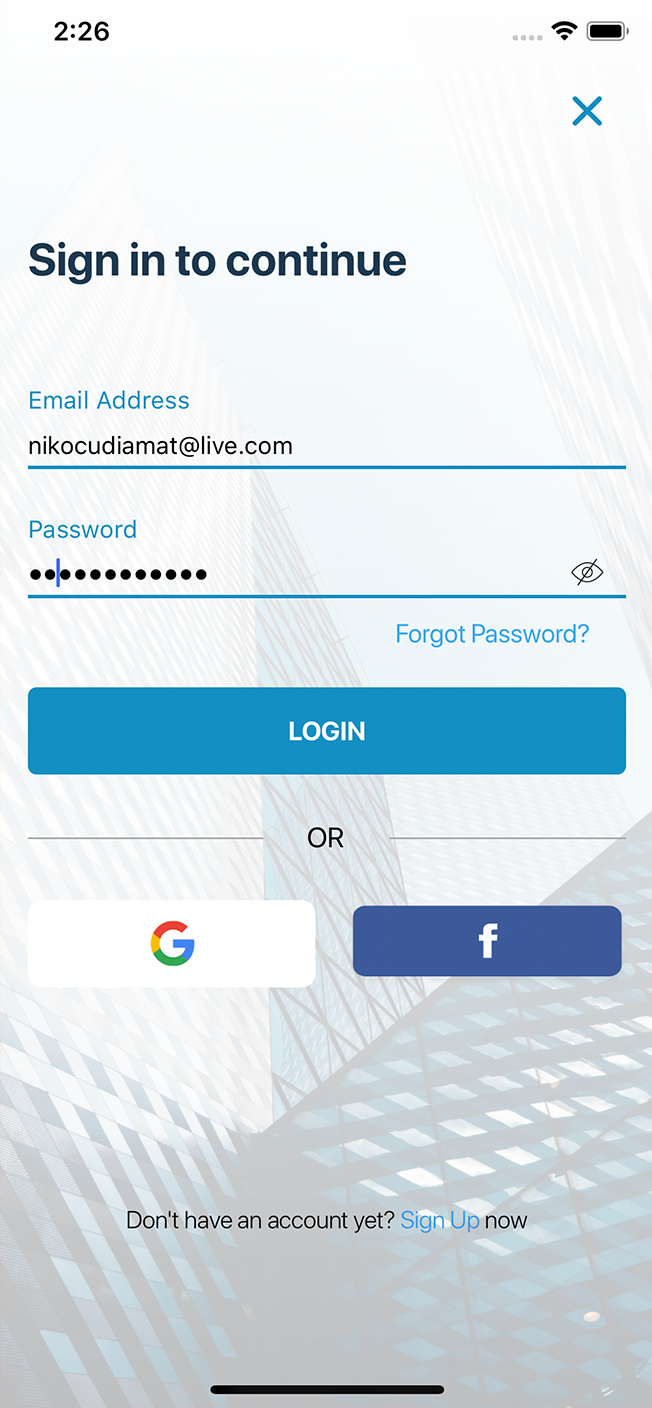 2:26
Sign in to continue
Email Address
nikocudiamat@live.com
Password
••••••••••••
Forgot Password?
LOGIN
OR
G
f
Don't have an account yet? Sign Up now